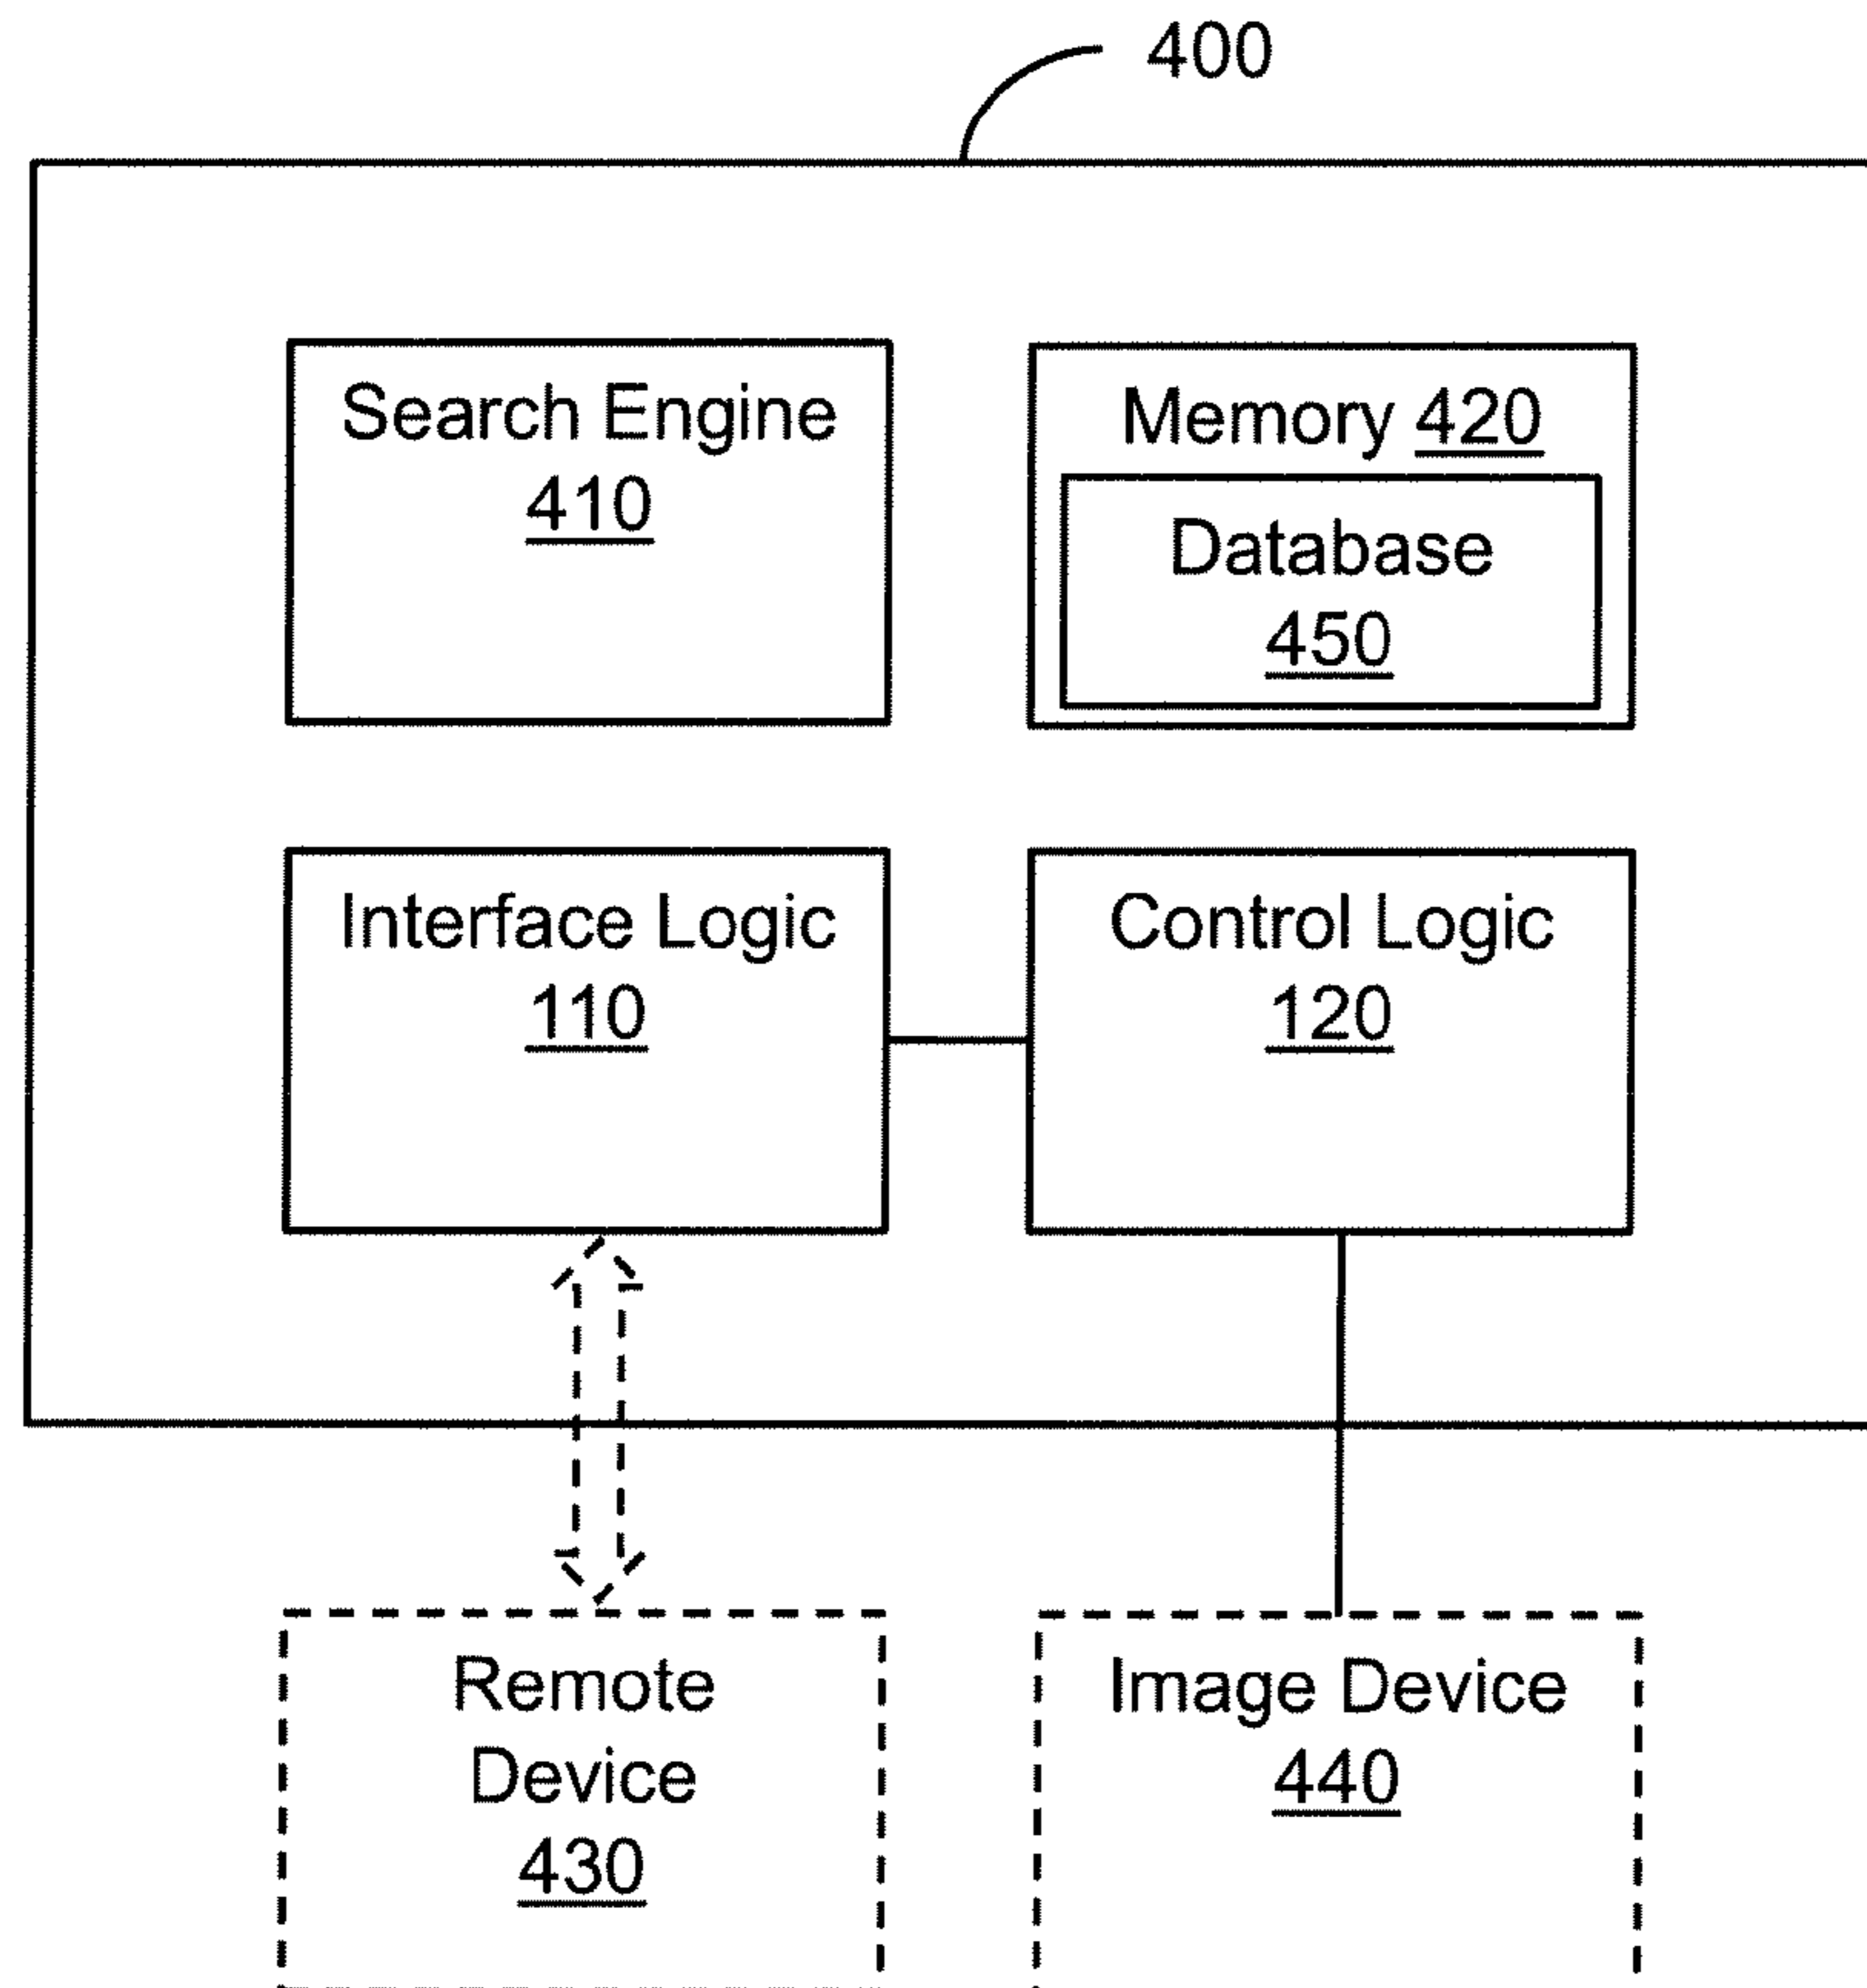 400
Search Engine
410
Memory 420
Database
450
Interface Logic
110
Control Logic
120
Remote
Device
430
Image Device
440